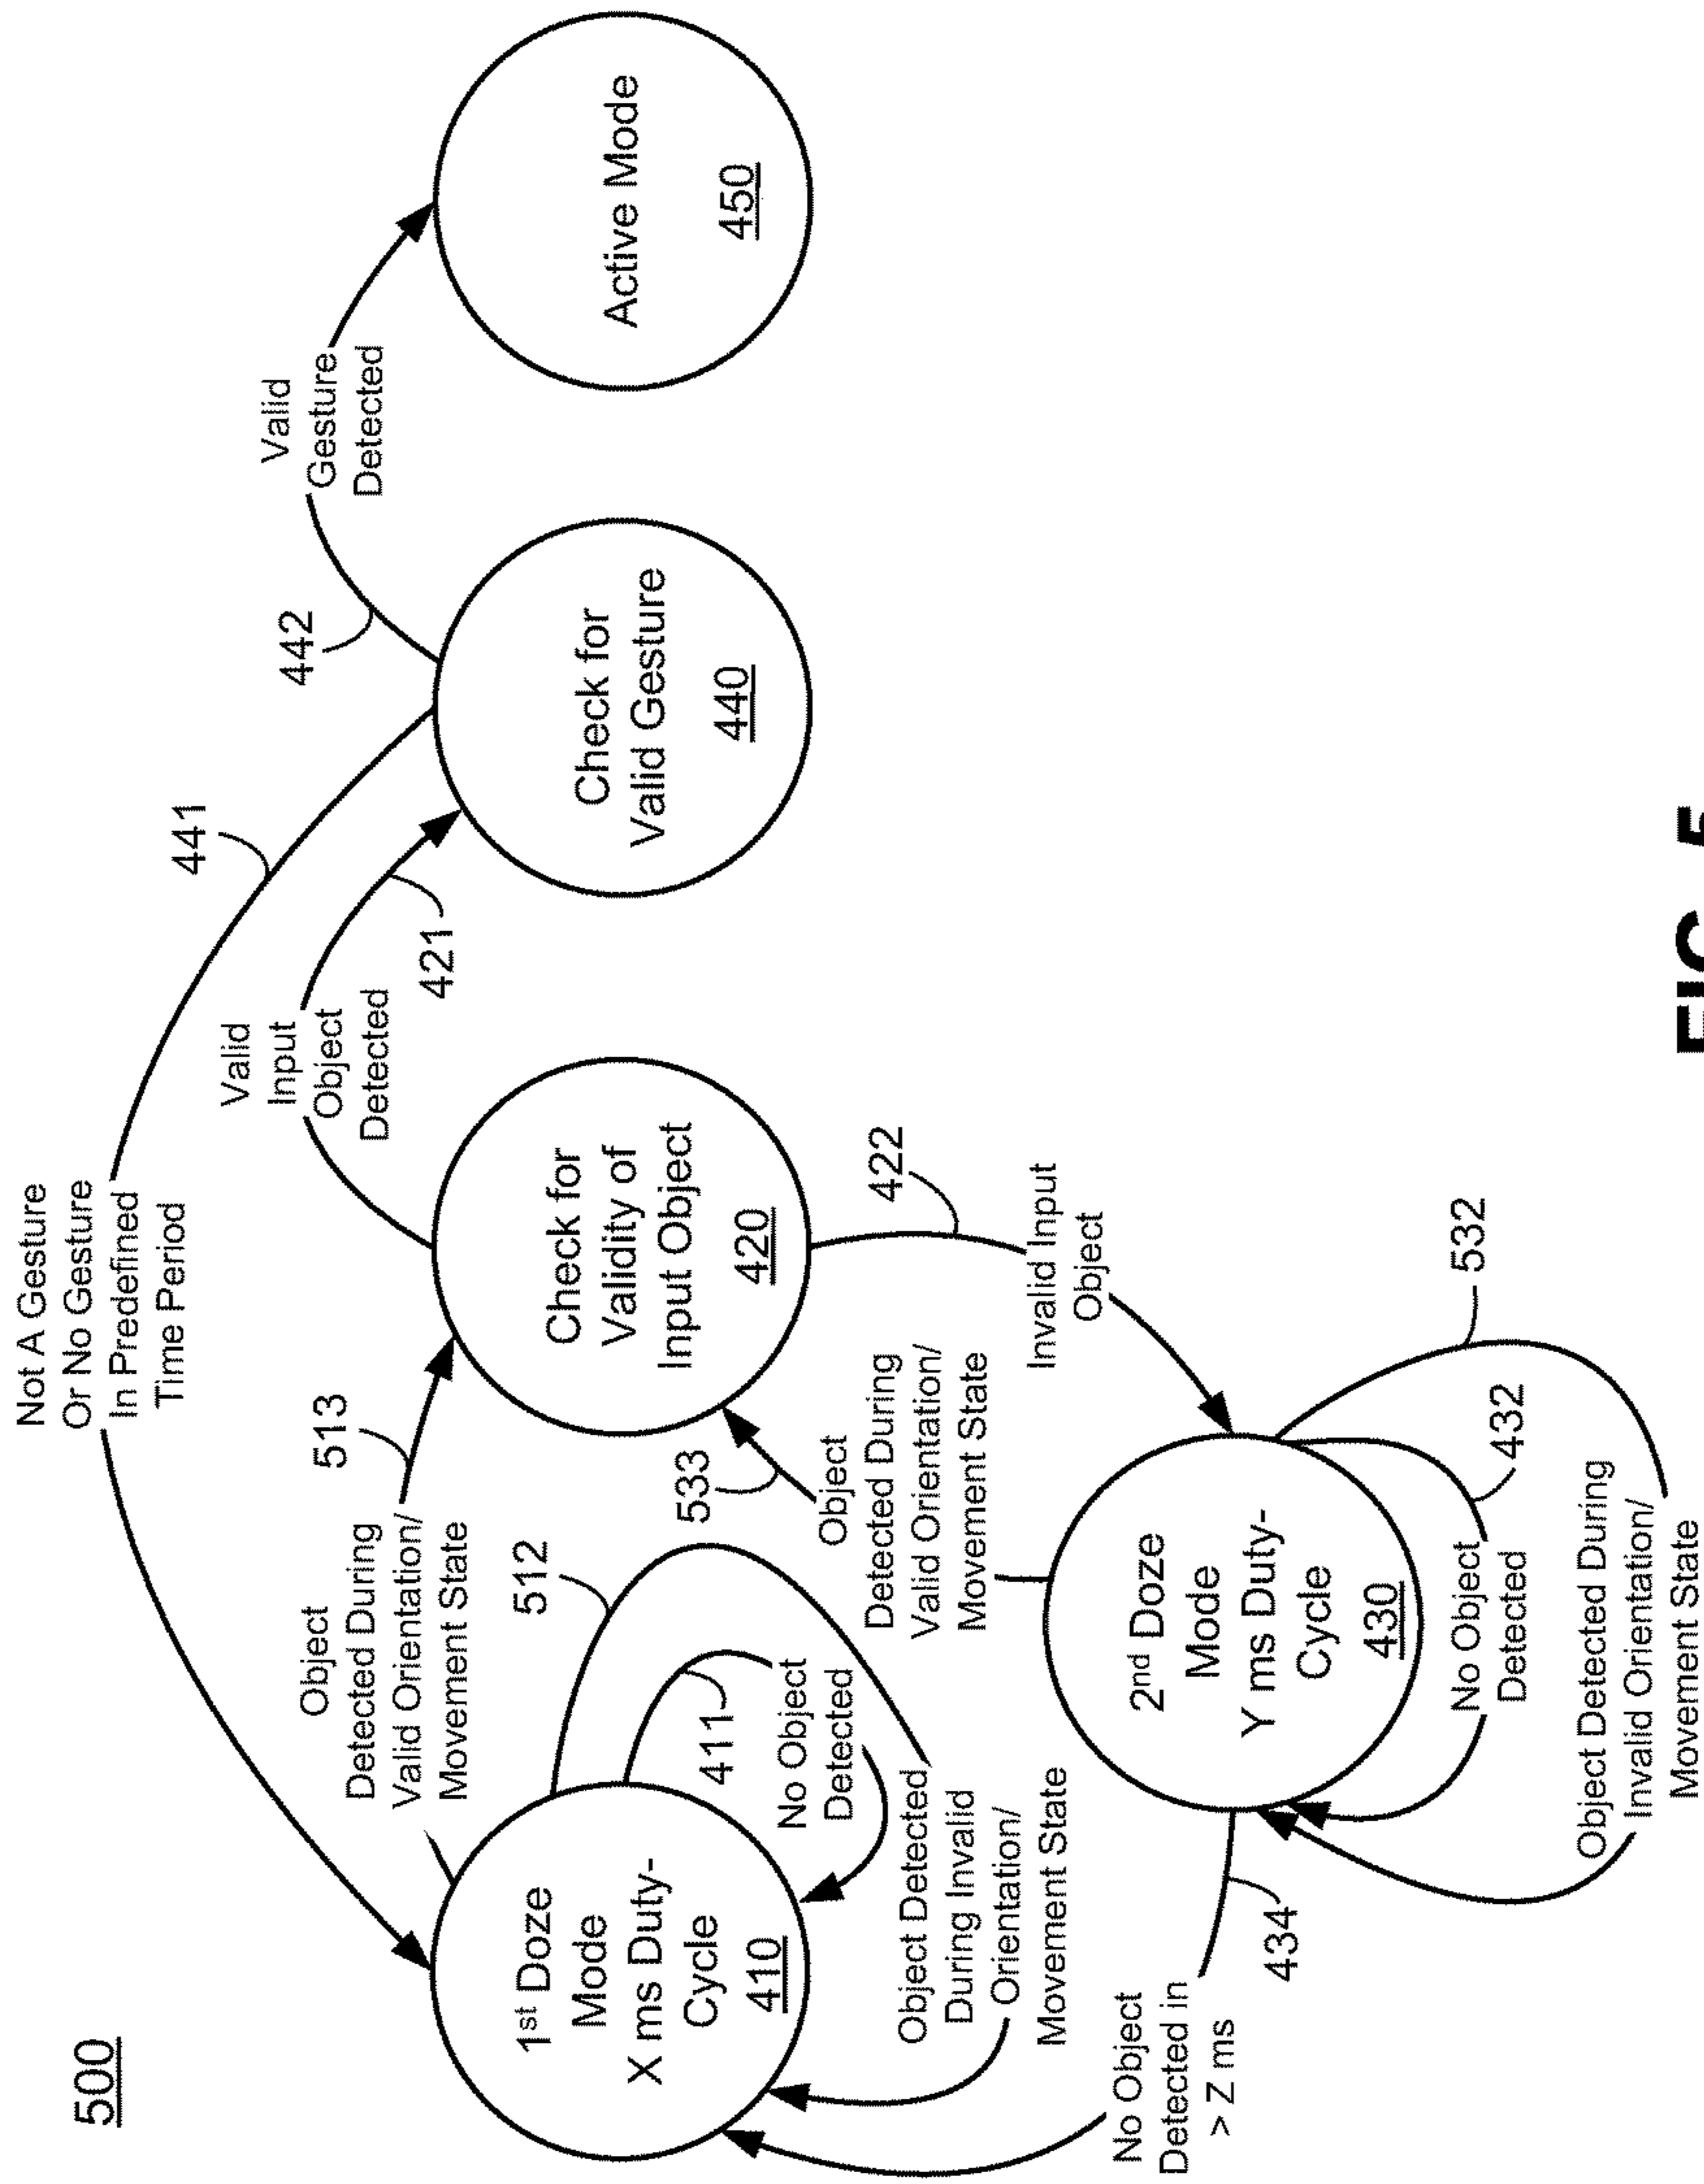 500
Not A Gesture
Or No Gesture
In Predefined
Time Period
441
513
Object
Detected During
Valid Orientation/
Movement State
Valid
Input
Object
Detected
421
442
Valid
Gesture
Detected
1st Doze
Mode
X ms Duty-
Cycle
410
512
411
No Object
Detected
Object Detected
During Invalid
Orientation/
Movement State
Check for
Validity of
Input Object
420
Check for
Valid Gesture
440
Active Mode
450
533
Object
Detected During
Valid Orientation/
Movement State
422
Invalid Input
Object
No Object
Detected in
> Z ms
434
2nd Doze
Mode
Y ms Duty-
Cycle
430
432
No Object
Detected
532
Object Detected During
Invalid Orientation/
Movement State
FIG. 5